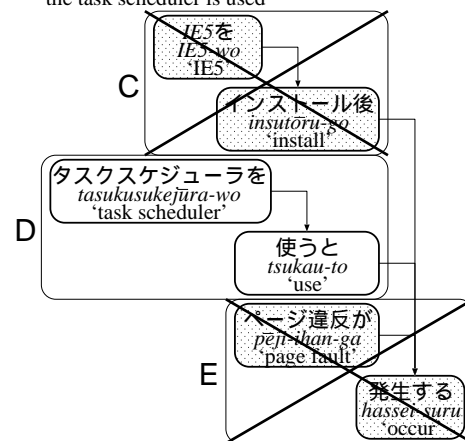 the task scheduler is used
IE5を
IE5-wo
‘IE5’
C
インストール後
insutōru-go
‘install’
タスクスケジューラを
tasukusukejūra-wo
‘task scheduler’
D
使うと
tsukau-to
‘use’
ページ違反が
pēji-ihan-ga
‘page fault’
E
発生する
hassei-suru
‘occur’